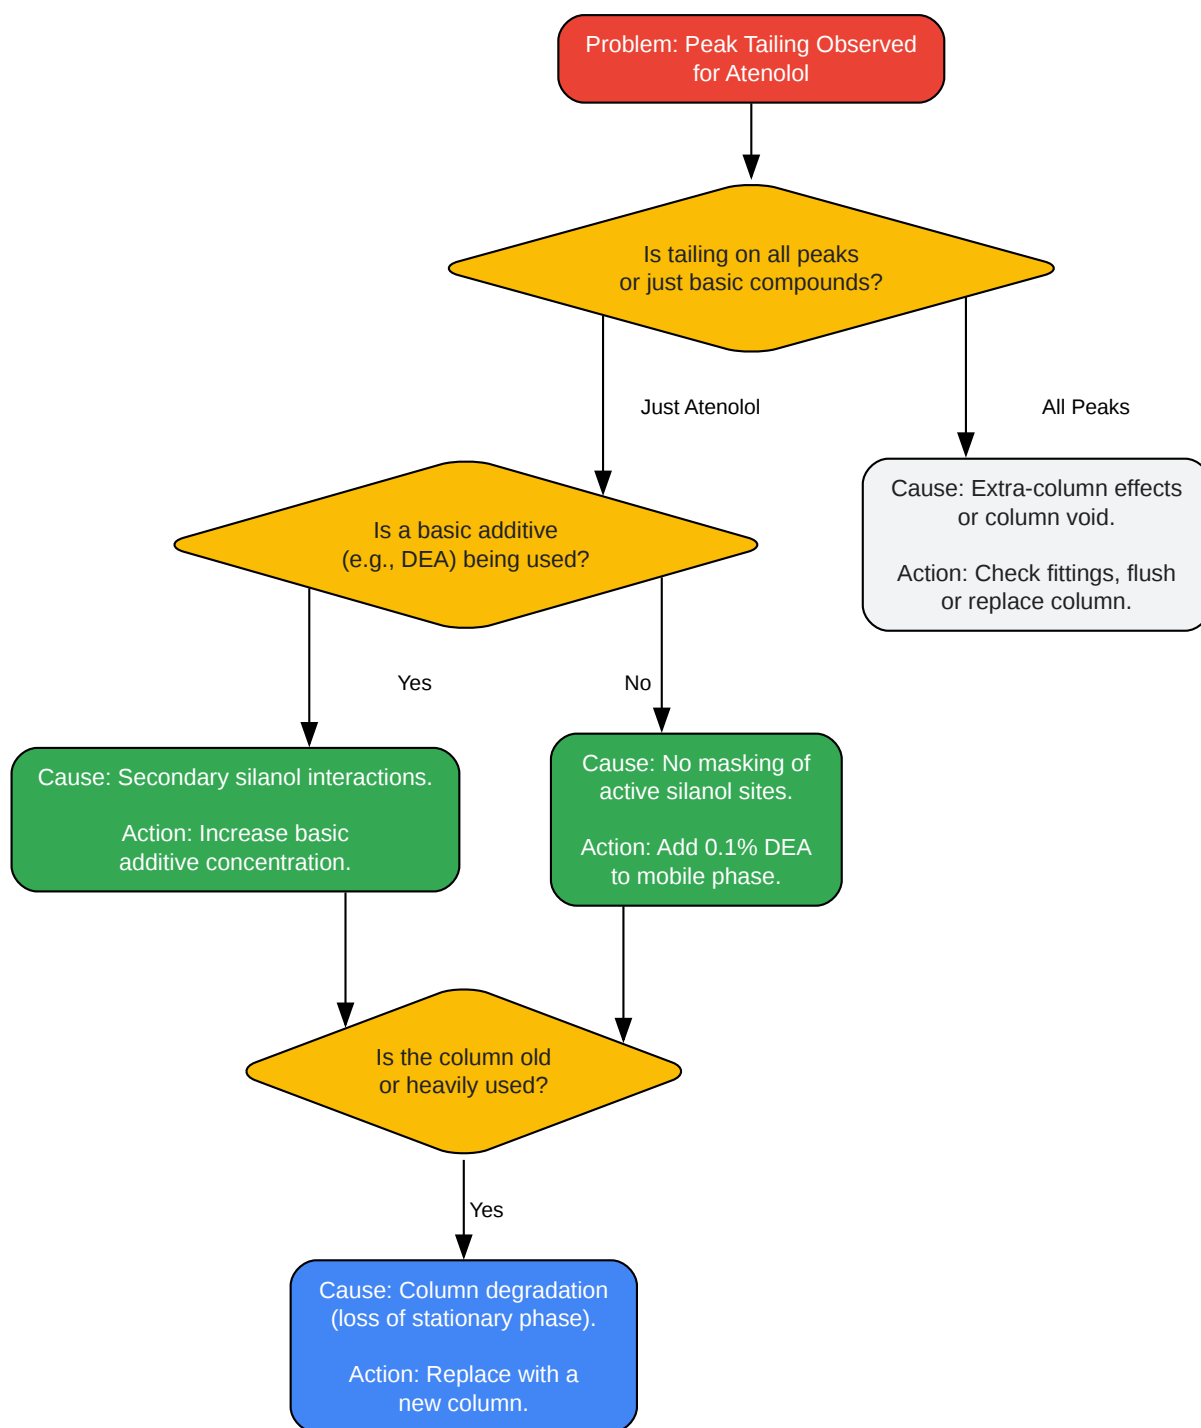 Problem: Peak Tailing Observed
for Atenolol
Is tailing on all peaks
or just basic compounds?
Just Atenolol
All Peaks
Is a basic additive
(e.g., DEA) being used?
Cause: Extra-column effects
or column void.
Action: Check fittings, flush
or replace column.
Yes
No
Cause: Secondary silanol interactions.
Action: Increase basic
additive concentration.
Cause: No masking of
active silanol sites.
Action: Add 0.1% DEA
to mobile phase.
Is the column old
or heavily used?
Yes
Cause: Column degradation
(loss of stationary phase).
Action: Replace with a
new column.